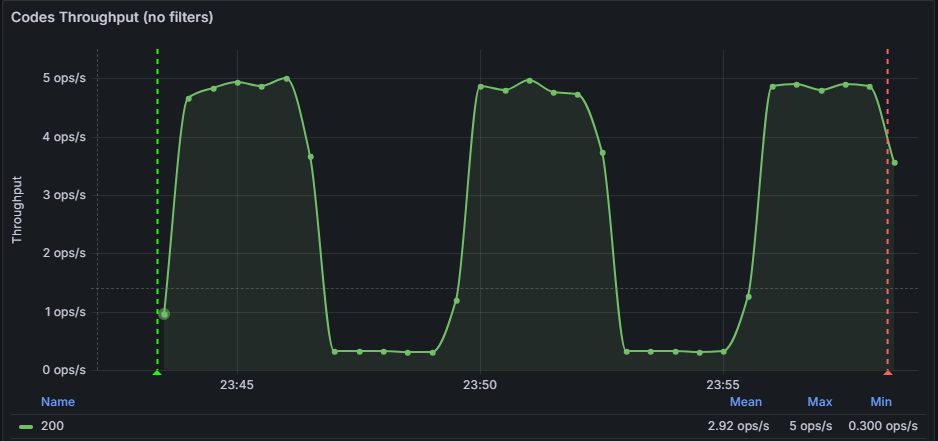 Codes Throughput (no filters)
5 ops/s
4 ops/s
3 ops/s
2 ops/s
1 ops/s
0 ops/s
Throughput
23:45 23:50 23:55
Name Mean Max Min
200 2.92 ops/s 5 ops/s 0.300 ops/s